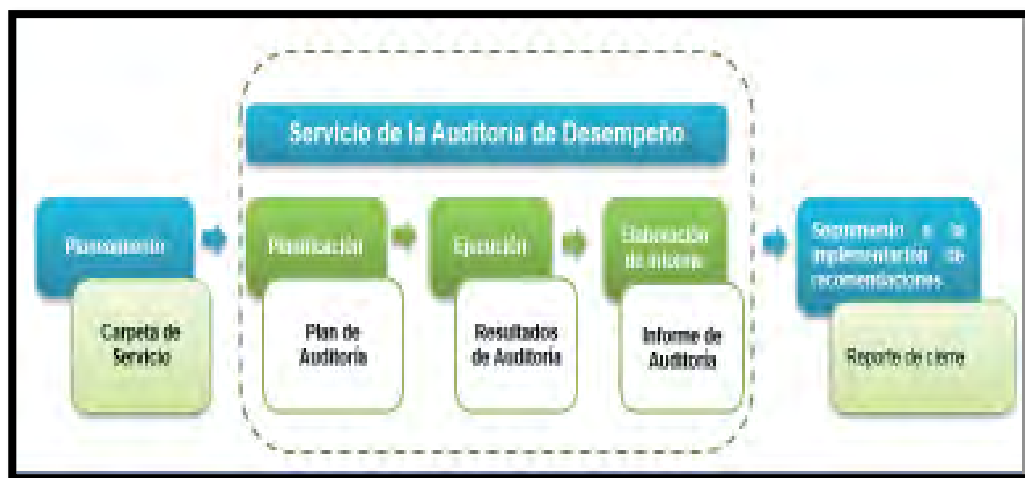 Servicio de la Auditoria de Desempeño
Planeamiento
Carpeta de
Servicio
Planificación
Plan de
Auditoría
Ejecución
Resultados
de Auditoría
Elaboración
de informe
Informe de
Auditoría
Seguimiento a la
implementación de
recomendaciones
Reporte de cierre